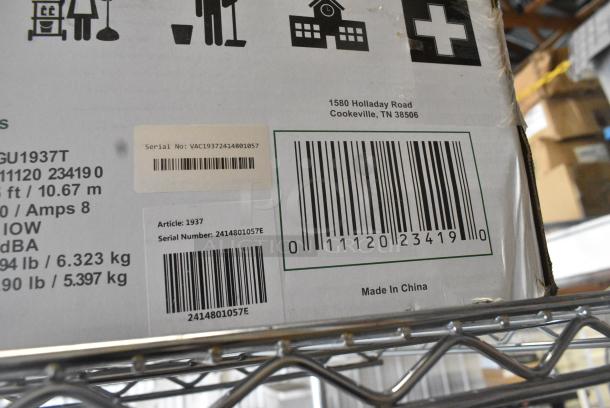 1580 Holladay Road
Cookeville, TN 38506
s
GU1937T
11120 23419 0
ft / 10.67 m
0 / Amps 8
IOW
dBA
94 lb / 6.323 kg
.90 lb / 5.397 kg
Serial No: VAC19372414801057
Article: 1937
Serial Number: 2414801057E
2414801057E
0 11120 23419 0
Made In China